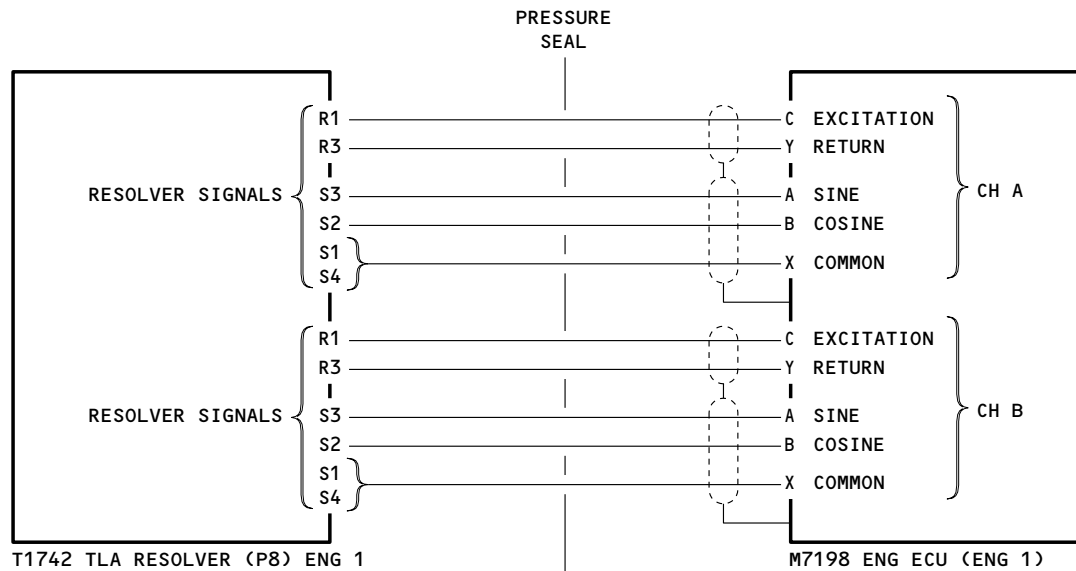 PRESSURE
SEAL
R1 C EXCITATION
R3 Y RETURN
RESOLVER SIGNALS S3 A SINE CH A
S2 B COSINE
S1
X COMMON
S4
R1 C EXCITATION
R3 Y RETURN
RESOLVER SIGNALS S3 A SINE CH B
S2 B COSINE
S1
X COMMON
S4
T1742 TLA RESOLVER (P8) ENG 1 M7198 ENG ECU (ENG 1)